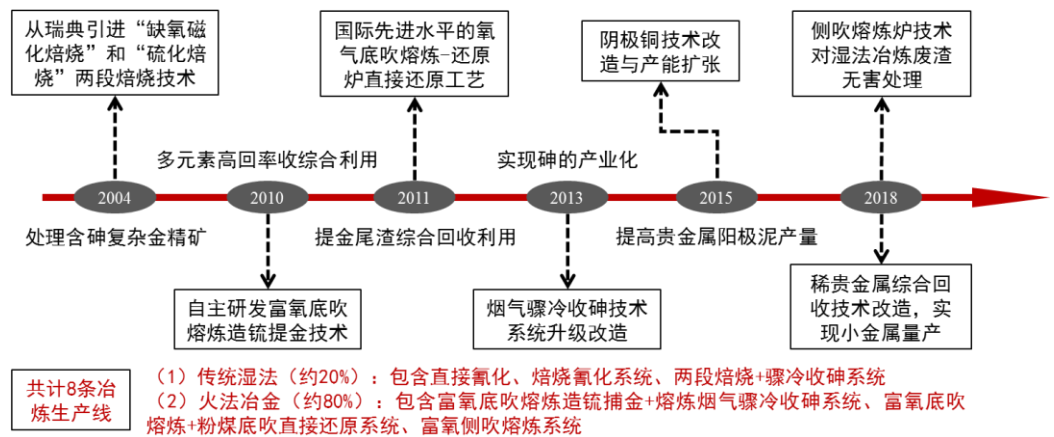 从瑞典引进“缺氧磁
化焙烧”和“硫化焙
烧”两段焙烧技术
国际先进水平的氧
气底吹熔炼-还原
炉直接还原工艺
阴极铜技术改
造与产能扩张
侧吹熔炼炉技术
对湿法冶炼废渣
无害处理
多元素高回率收综合利用
实现砷的产业化
2004
2010
2011
2013
2015
2018
处理含砷复杂金精矿
提金尾渣综合回收利用
提高贵金属阳极泥产量
自主研发富氧底吹
熔炼造锍提金技术
烟气骤冷收砷技术
系统升级改造
稀贵金属综合回
收技术改造，实
现小金属量产
共计8条冶
炼生产线
（1）传统湿法（约20%）：包含直接氰化、焙烧氰化系统、两段焙烧+骤冷收砷系统
（2）火法冶金（约80%）：包含富氧底吹熔炼造锍捕金+熔炼烟气骤冷收砷系统、富氧底吹
熔炼+粉煤底吹直接还原系统、富氧侧吹熔炼系统